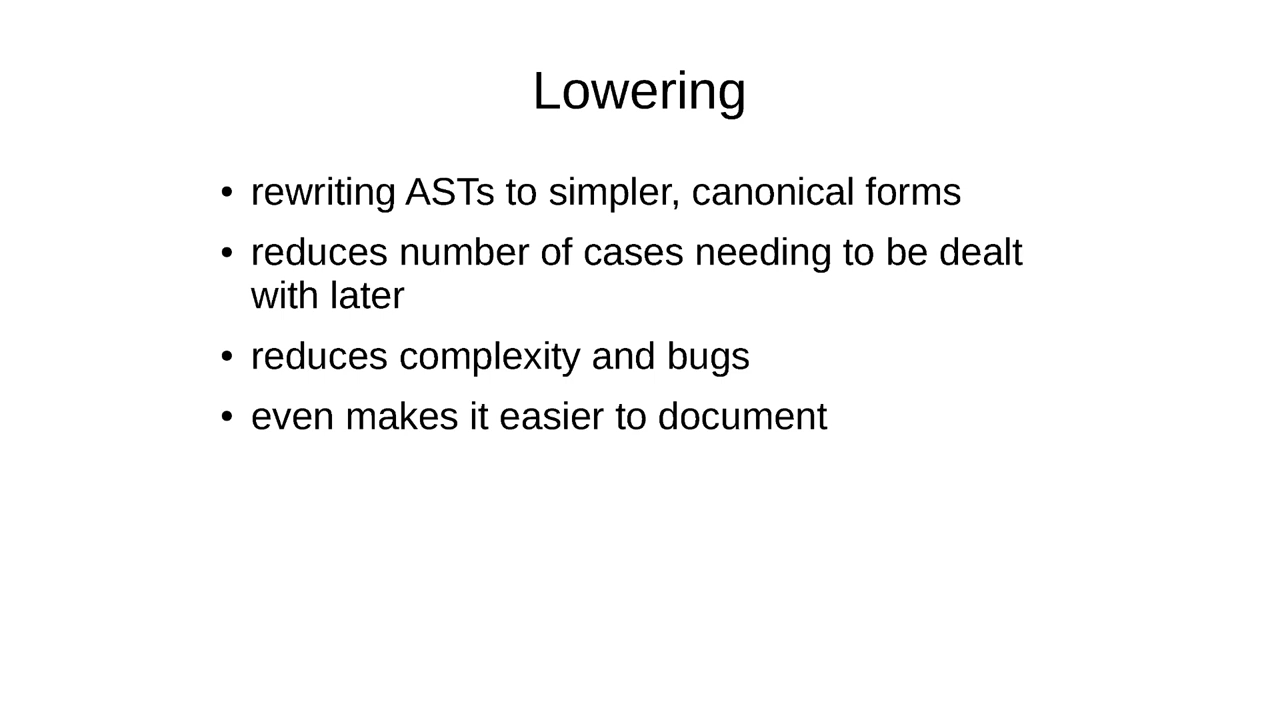 Lowering
• rewriting ASTs to simpler, canonical forms
• reduces number of cases needing to be dealt
with later
• reduces complexity and bugs
• even makes it easier to document